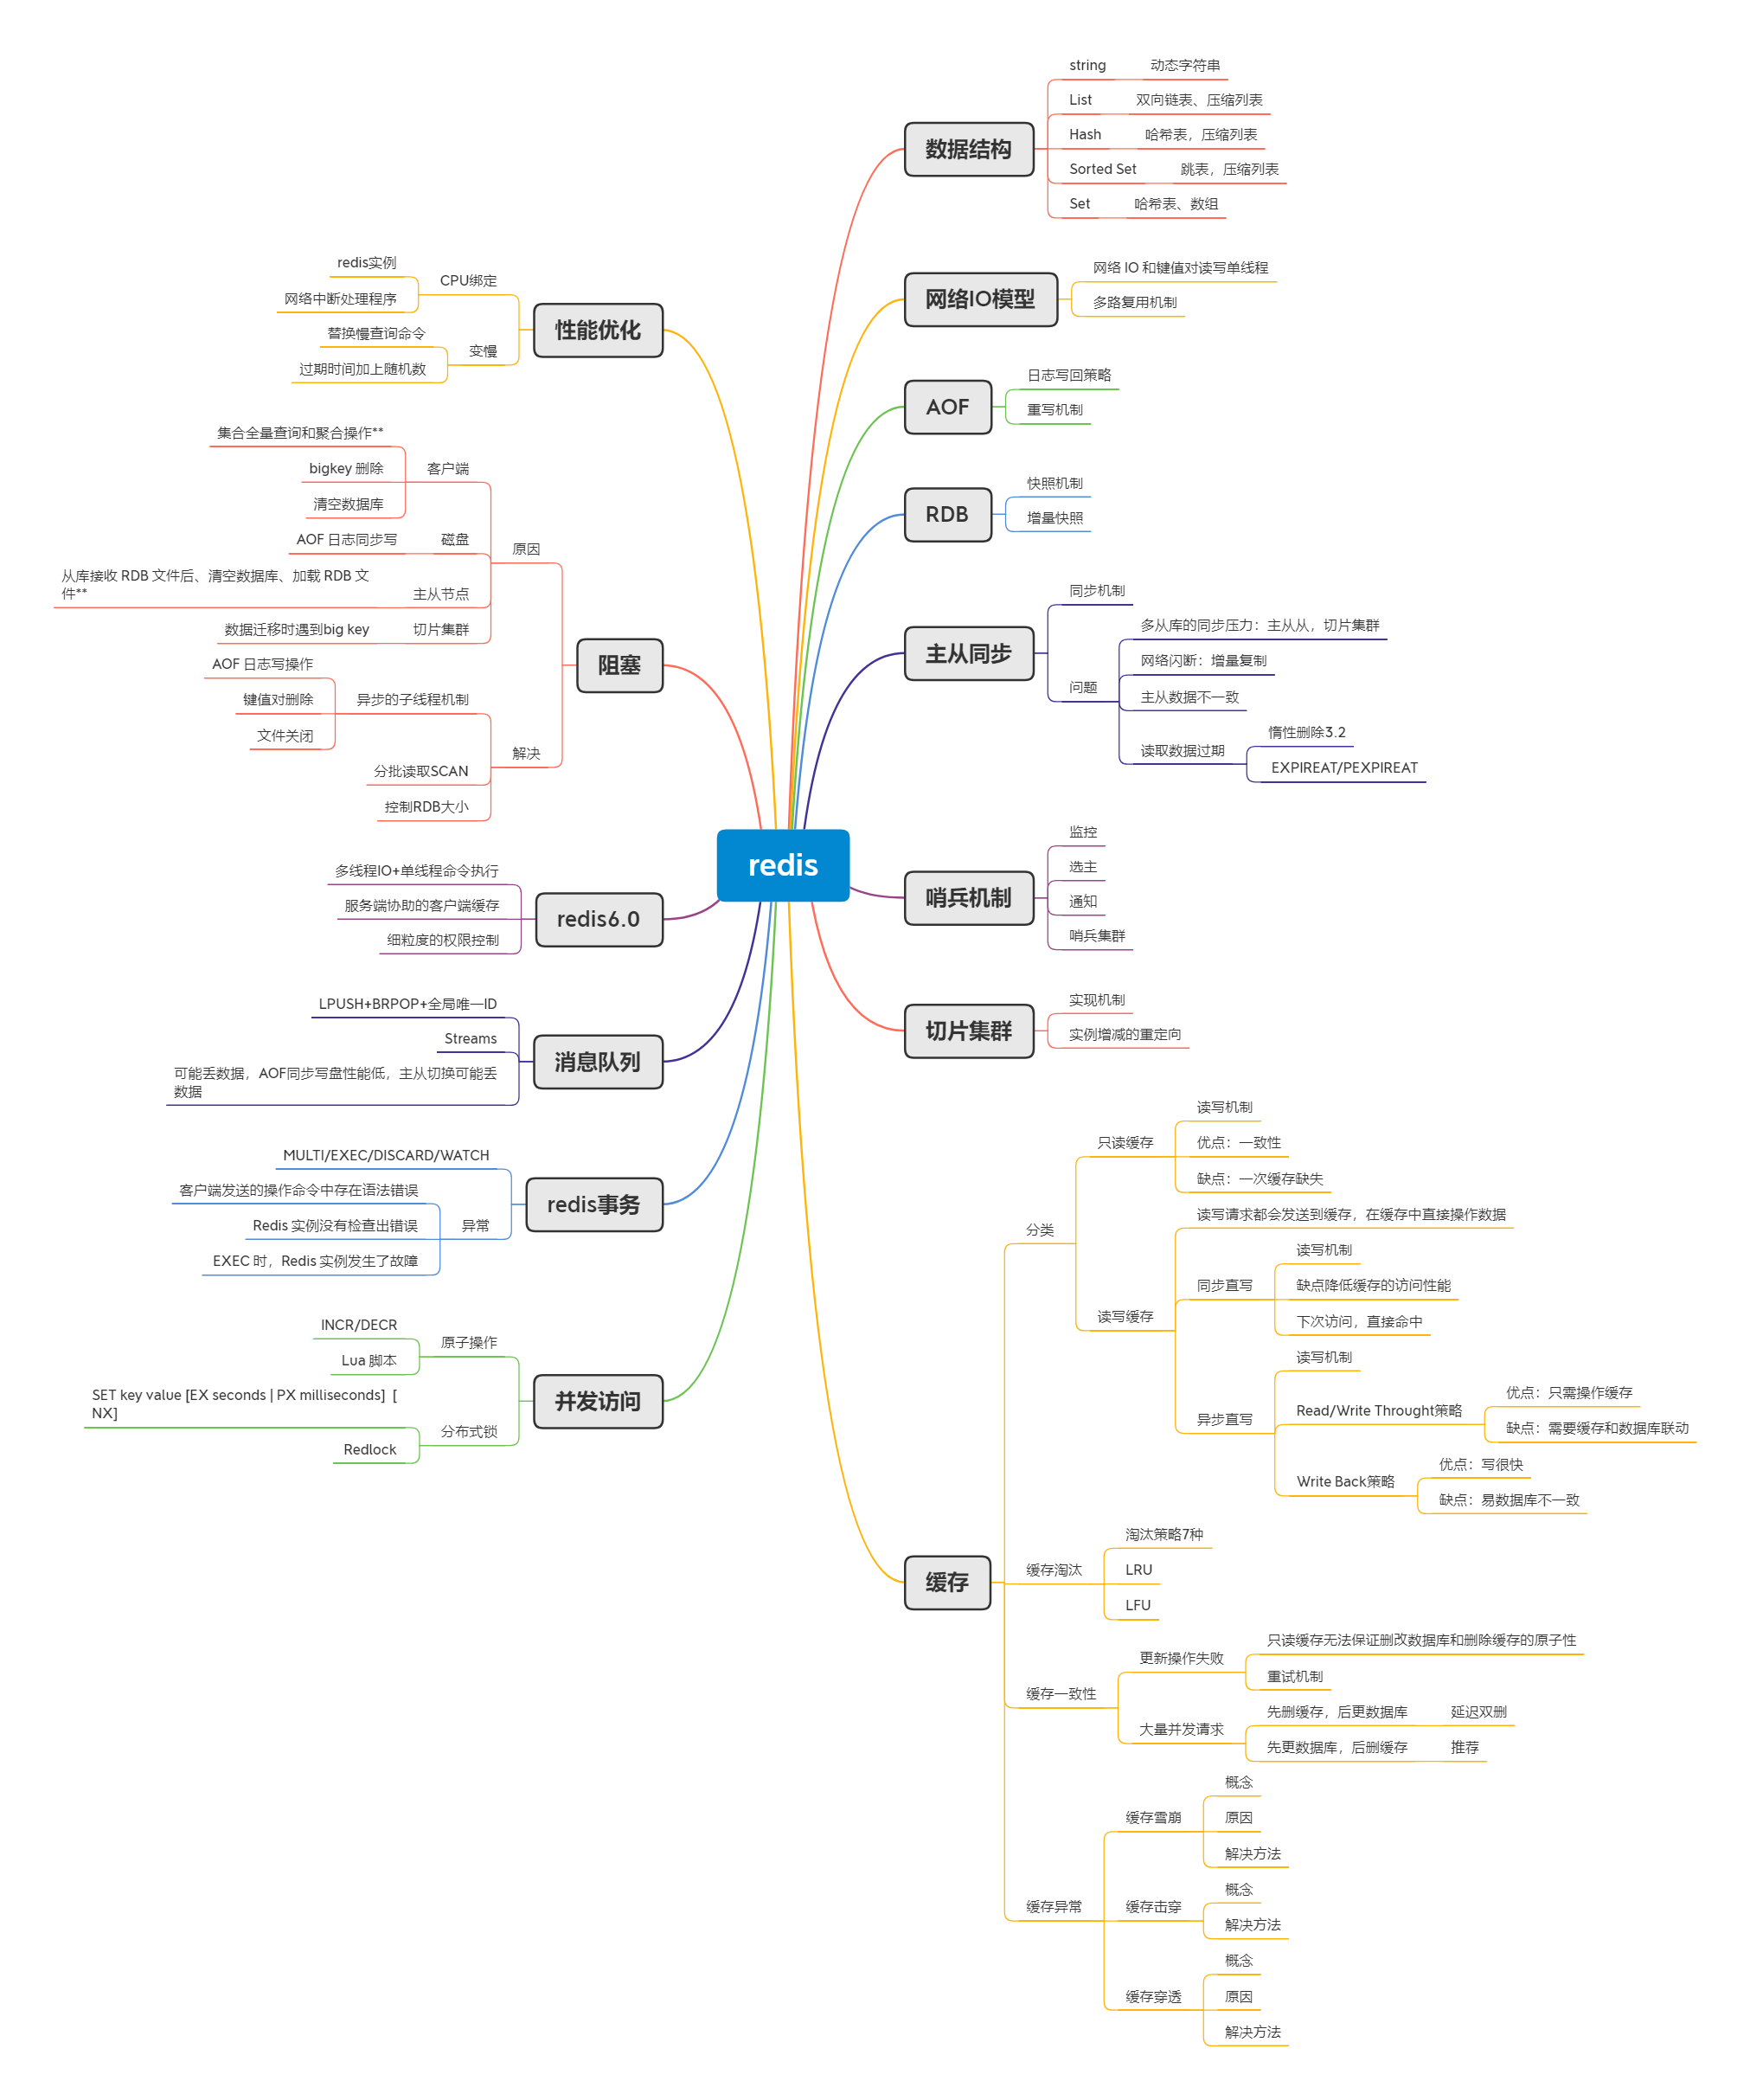 redis
数据结构
string
动态字符串
List
双向链表、压缩列表
Hash
哈希表，压缩列表
Sorted Set
跳表，压缩列表
Set
哈希表、数组
网络IO模型
网络 IO 和键值对读写单线程
多路复用机制
AOF
日志写回策略
重写机制
RDB
快照机制
增量快照
主从同步
同步机制
问题
多从库的同步压力：主从从，切片集群
网络闪断：增量复制
主从数据不一致
读取数据过期
惰性删除3.2
EXPIREAT/PEXPIREAT
哨兵机制
监控
选主
通知
哨兵集群
切片集群
实现机制
实例增减的重定向
缓存
分类
只读缓存
读写机制
优点：一致性
缺点：一次缓存缺失
读写缓存
读写请求都会发送到缓存，在缓存中直接操作数据
同步直写
读写机制
缺点降低缓存的访问性能
下次访问，直接命中
异步直写
读写机制
Read/Write Throught策略
优点：只需操作缓存
缺点：需要缓存和数据库联动
Write Back策略
优点：写很快
缺点：易数据库不一致
缓存淘汰
淘汰策略7种
LRU
LFU
缓存一致性
更新操作失败
只读缓存无法保证删改数据库和删除缓存的原子性
重试机制
大量并发请求
先删缓存，后更数据库
延迟双删
先更数据库，后删缓存
推荐
缓存异常
缓存雪崩
概念
原因
解决方法
缓存击穿
概念
解决方法
缓存穿透
概念
原因
解决方法
性能优化
CPU绑定
redis实例
网络中断处理程序
变慢
替换慢查询命令
过期时间加上随机数
阻塞
原因
客户端
集合全量查询和聚合操作**
bigkey 删除
清空数据库
磁盘
AOF 日志同步写
主从节点
从库接收 RDB 文件后、清空数据库、加载 RDB 文
件**
切片集群
数据迁移时遇到big key
解决
异步的子线程机制
AOF 日志写操作
键值对删除
文件关闭
分批读取SCAN
控制RDB大小
redis6.0
多线程IO+单线程命令执行
服务端协助的客户端缓存
细粒度的权限控制
消息队列
LPUSH+BRPOP+全局唯一ID
Streams
可能丢数据，AOF同步写盘性能低，主从切换可能丢
数据
redis事务
MULTI/EXEC/DISCARD/WATCH
异常
客户端发送的操作命令中存在语法错误
Redis 实例没有检查出错误
EXEC 时，Redis 实例发生了故障
并发访问
原子操作
INCR/DECR
Lua 脚本
分布式锁
SET key value [EX seconds | PX milliseconds]  [
NX]
Redlock